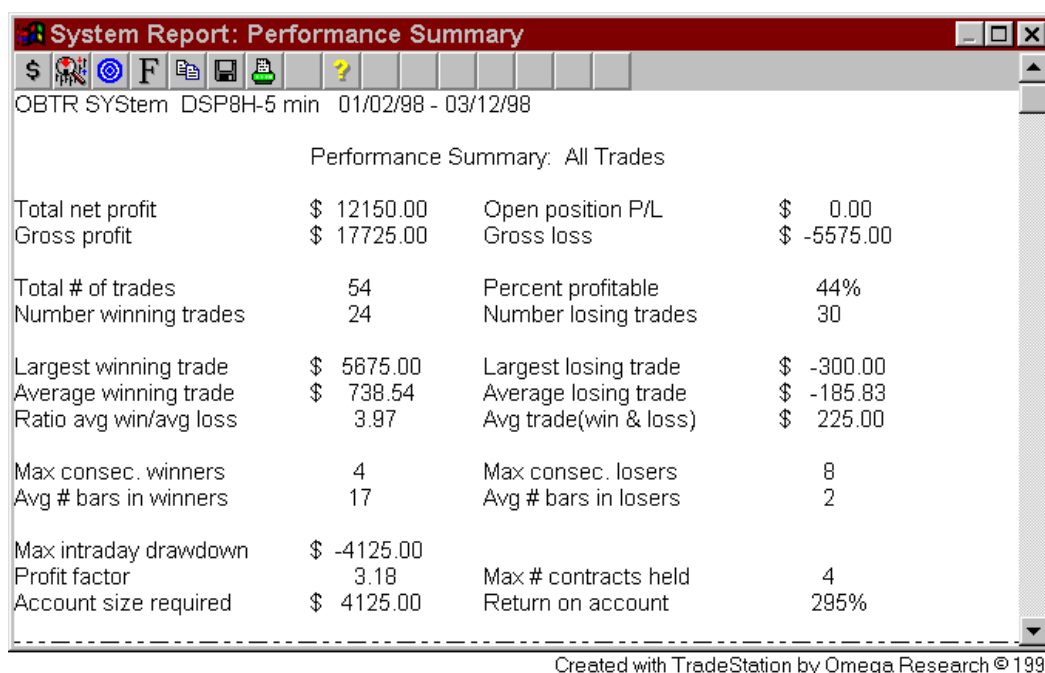 System Report: Performance Summary
$ F ?
OBTR SYStem DSP8H-5 min 01/02/98 - 03/12/98
Performance Summary: All Trades
Total net profit $ 12150.00 Open position P/L $ 0.00
Gross profit $ 17725.00 Gross loss $ -5575.00
Total # of trades 54 Percent profitable 44%
Number winning trades 24 Number losing trades 30
Largest winning trade $ 5675.00 Largest losing trade $ -300.00
Average winning trade $ 738.54 Average losing trade $ -185.83
Ratio avg win/avg loss 3.97 Avg trade(win & loss) $ 225.00
Max consec. winners 4 Max consec. losers 8
Avg # bars in winners 17 Avg # bars in losers 2
Max intraday drawdown $ -4125.00
Profit factor 3.18 Max # contracts held 4
Account size required $ 4125.00 Return on account 295%
Created with TradeStation by Omega Research © 199